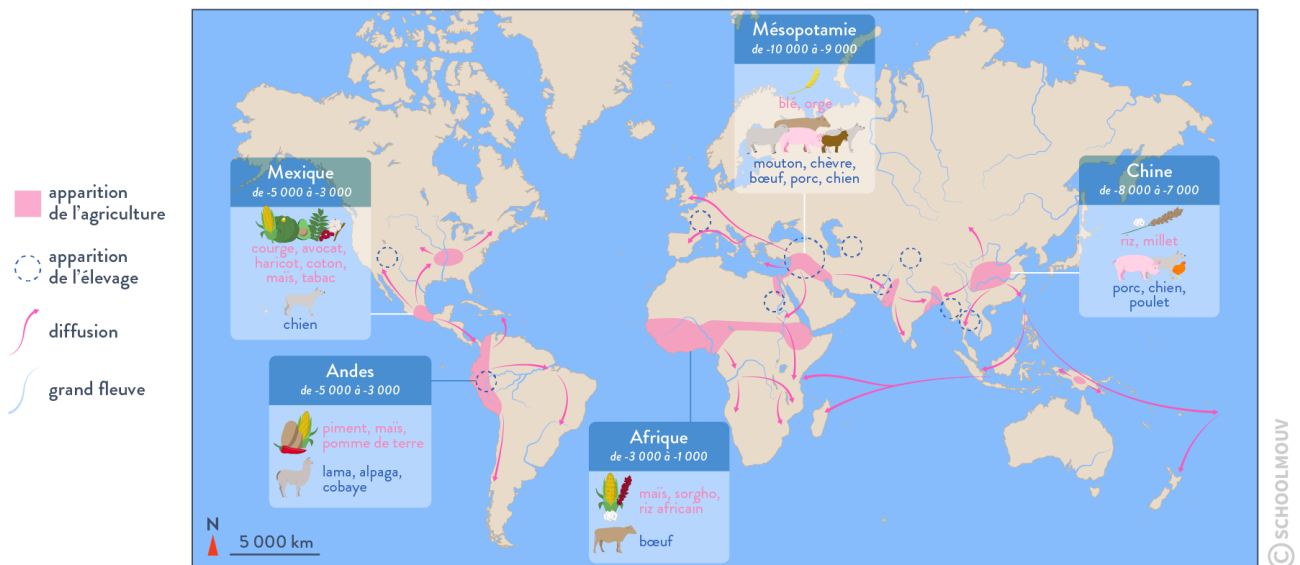 apparition
de l'agriculture
apparition
de l'élevage
diffusion
grand fleuve
Mésopotamie
de -10 000 à -9 000
blé, orge
mouton, chèvre,
bœuf, porc, chien
Mexique
de -5 000 à -3 000
courge, avocat,
haricot, coton,
maïs, tabac
chien
Chine
de -8 000 à -7 000
riz, millet
porc, chien,
poulet
Andes
de -5 000 à -3 000
piment, maïs,
pomme de terre
lama, alpaga,
cobaye
Afrique
de -3 000 à -1 000
maïs, sorgho,
riz africain
bœuf
N
5 000 km
© SCHOOLMOUV